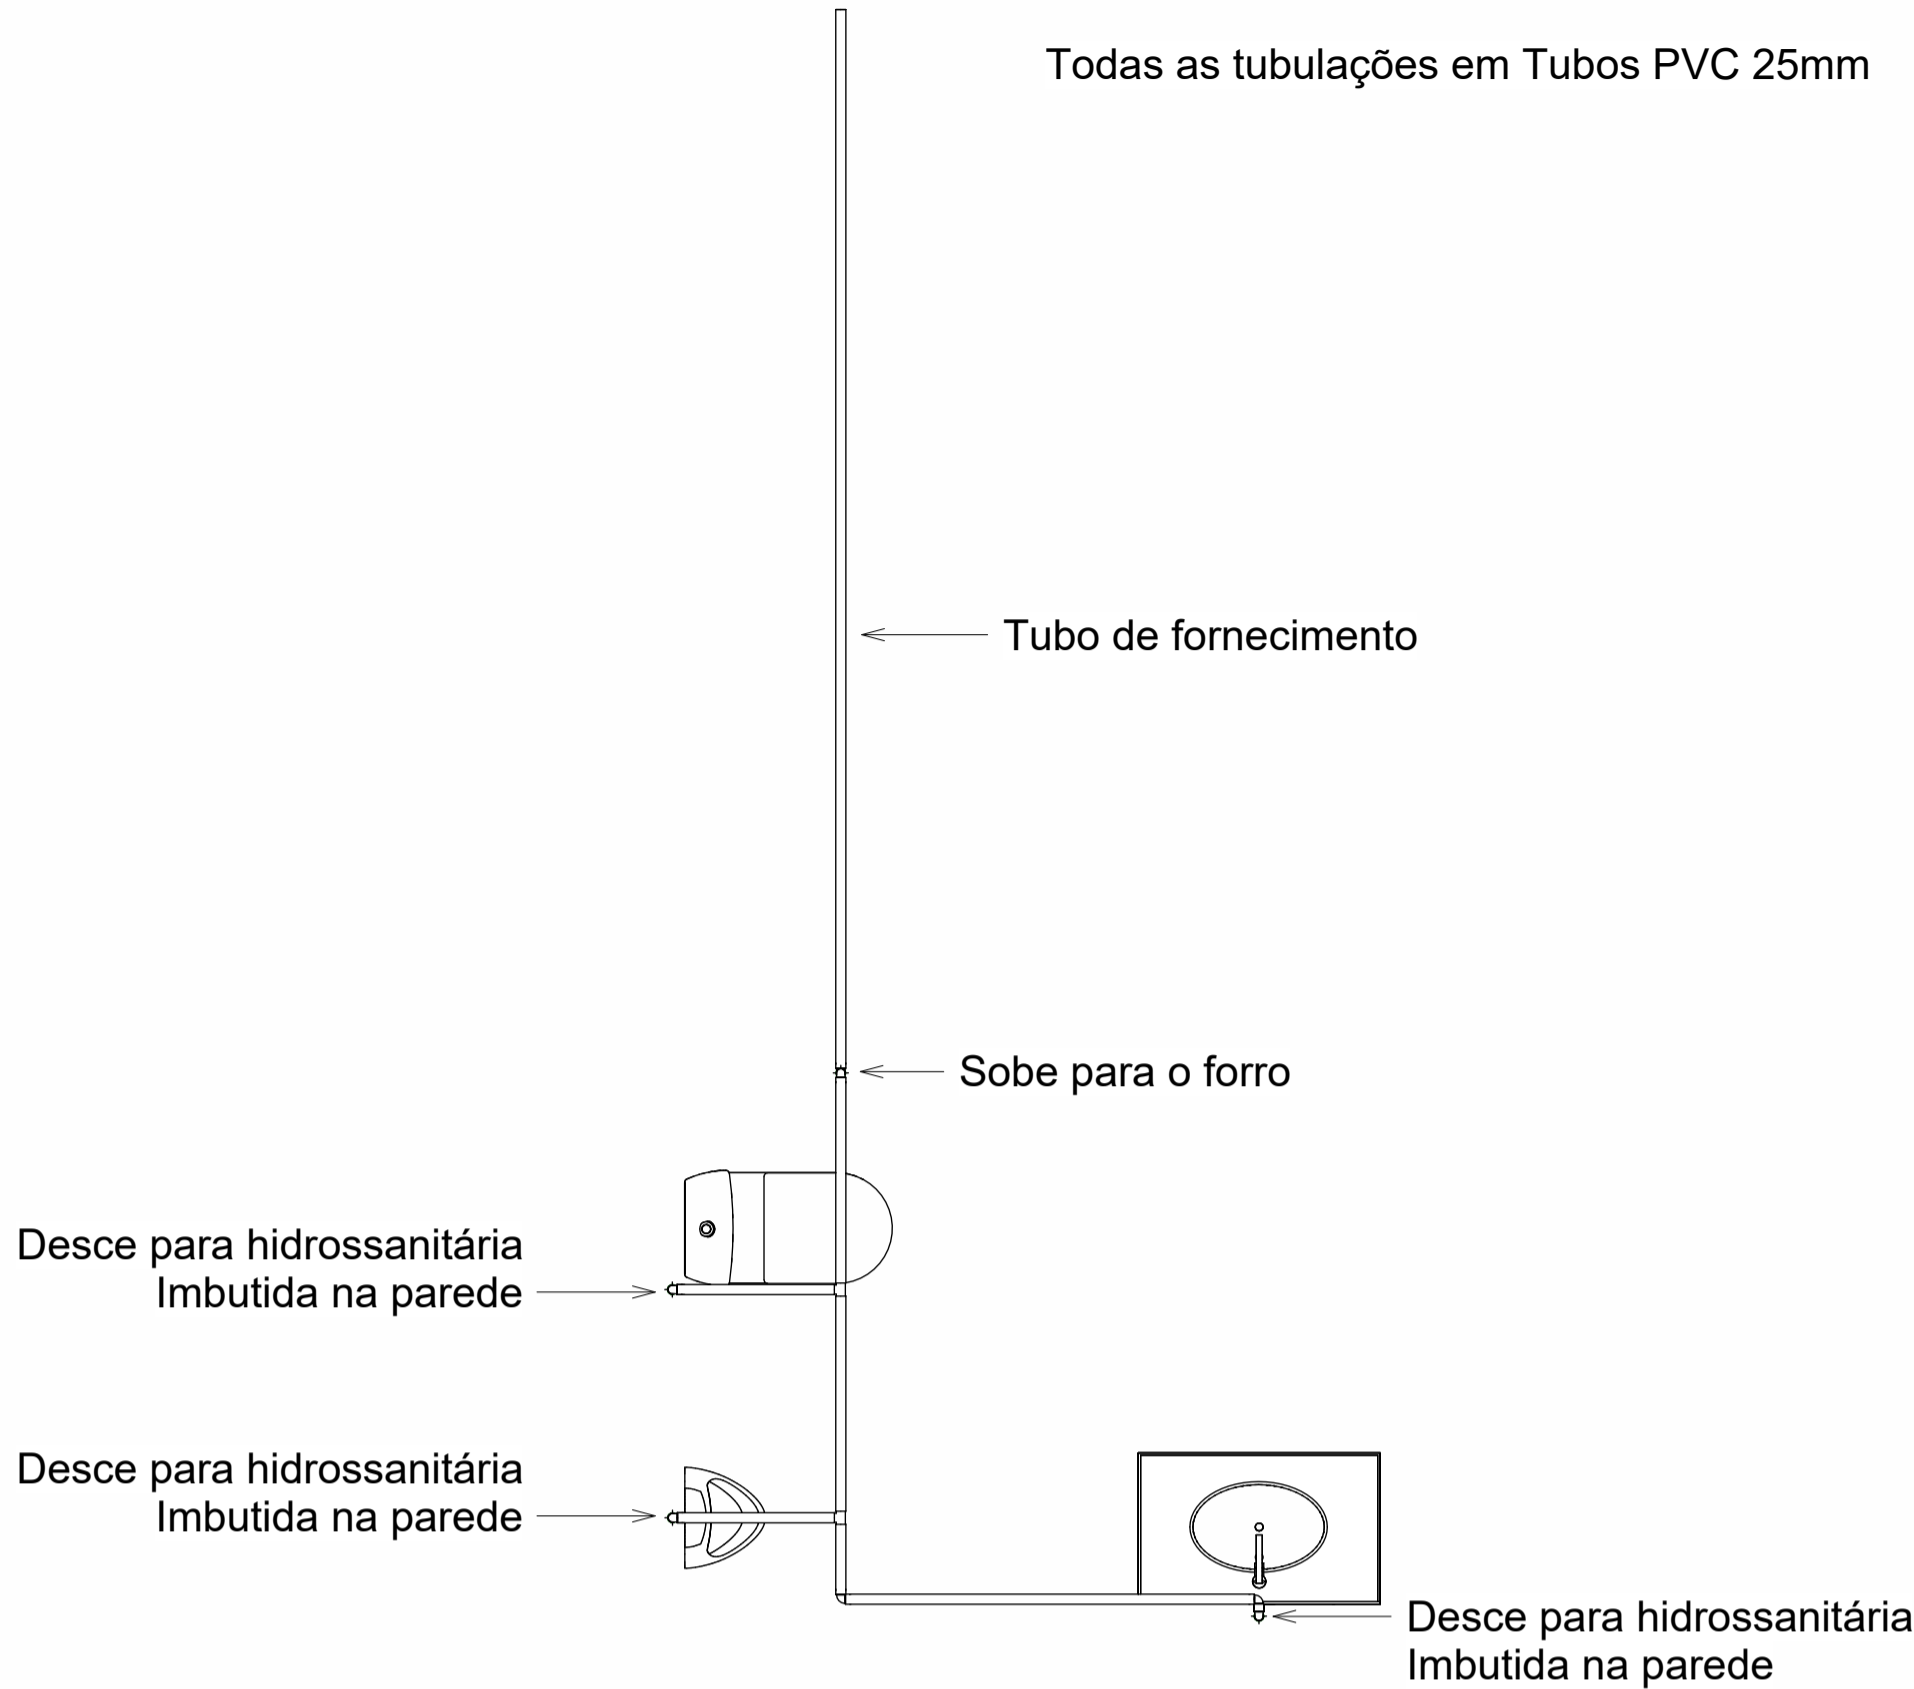 Todas as tubulações em Tubos PVC 25mm
Tubo de fornecimento
Sobe para o forro
Desce para hidrossanitária
Imbutida na parede
Desce para hidrossanitária
Imbutida na parede
Desce para hidrossanitária
Imbutida na parede